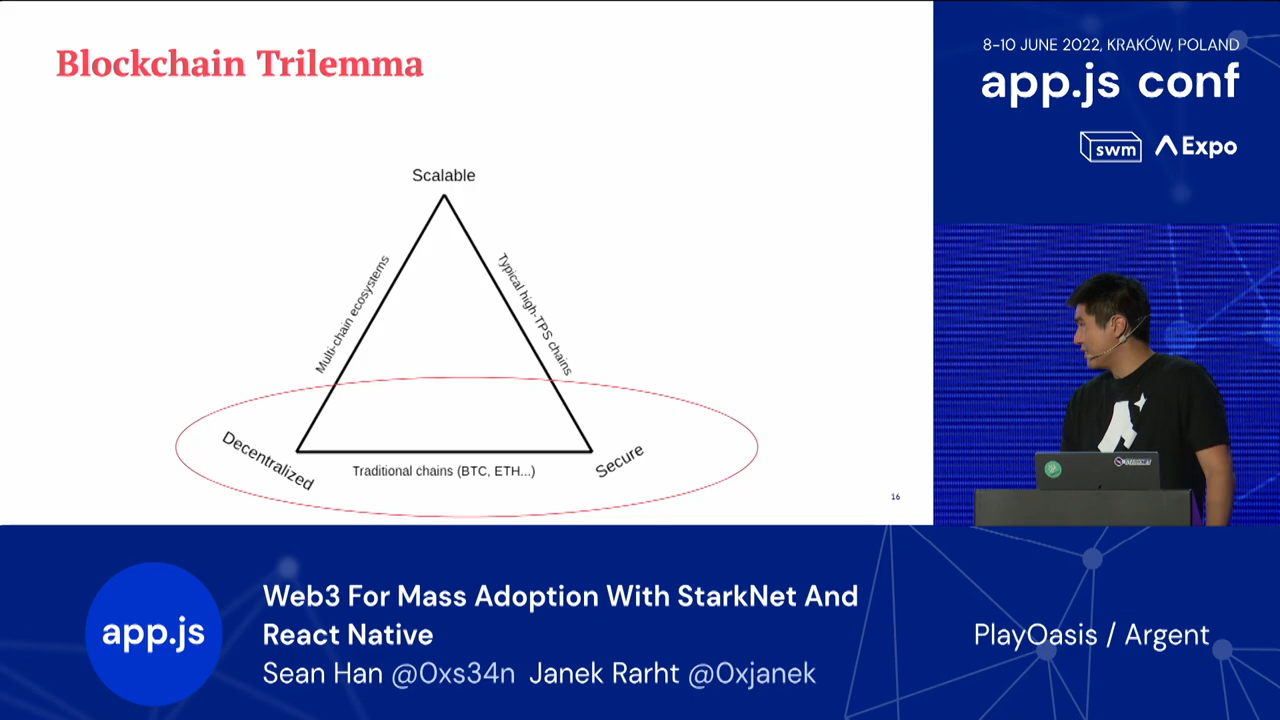 Blockchain Trilemma
Scalable
Multi-chain ecosystems
Typical high-TPS chains
Decentralized
Secure
Traditional chains (BTC, ETH...)
16
8-10 JUNE 2022, KRAKÓW, POLAND
app.js conf
swm
Expo
STARKNET
app.js
Web3 For Mass Adoption With StarkNet And
React Native
Sean Han @0xs34n Janek Rarht @0xjanek
PlayOasis / Argent